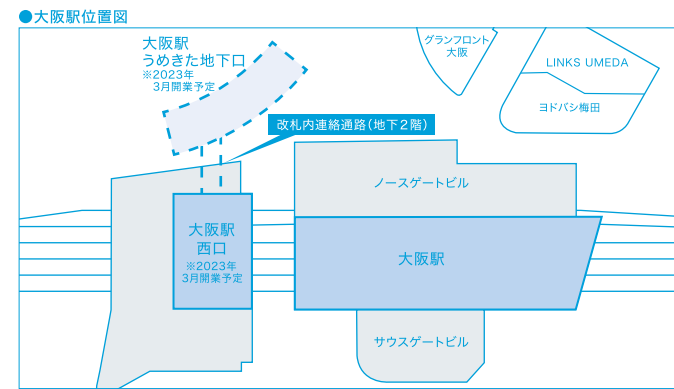 ●大阪駅位置図
大阪駅
うめきた地下口
※2023年
3月開業予定
グランフロント
大阪
LINKS UMEDA
ヨドバシ梅田
改札内連絡通路(地下2階)
ノースゲートビル
大阪駅
西口
※2023年
3月開業予定
大阪駅
サウスゲートビル